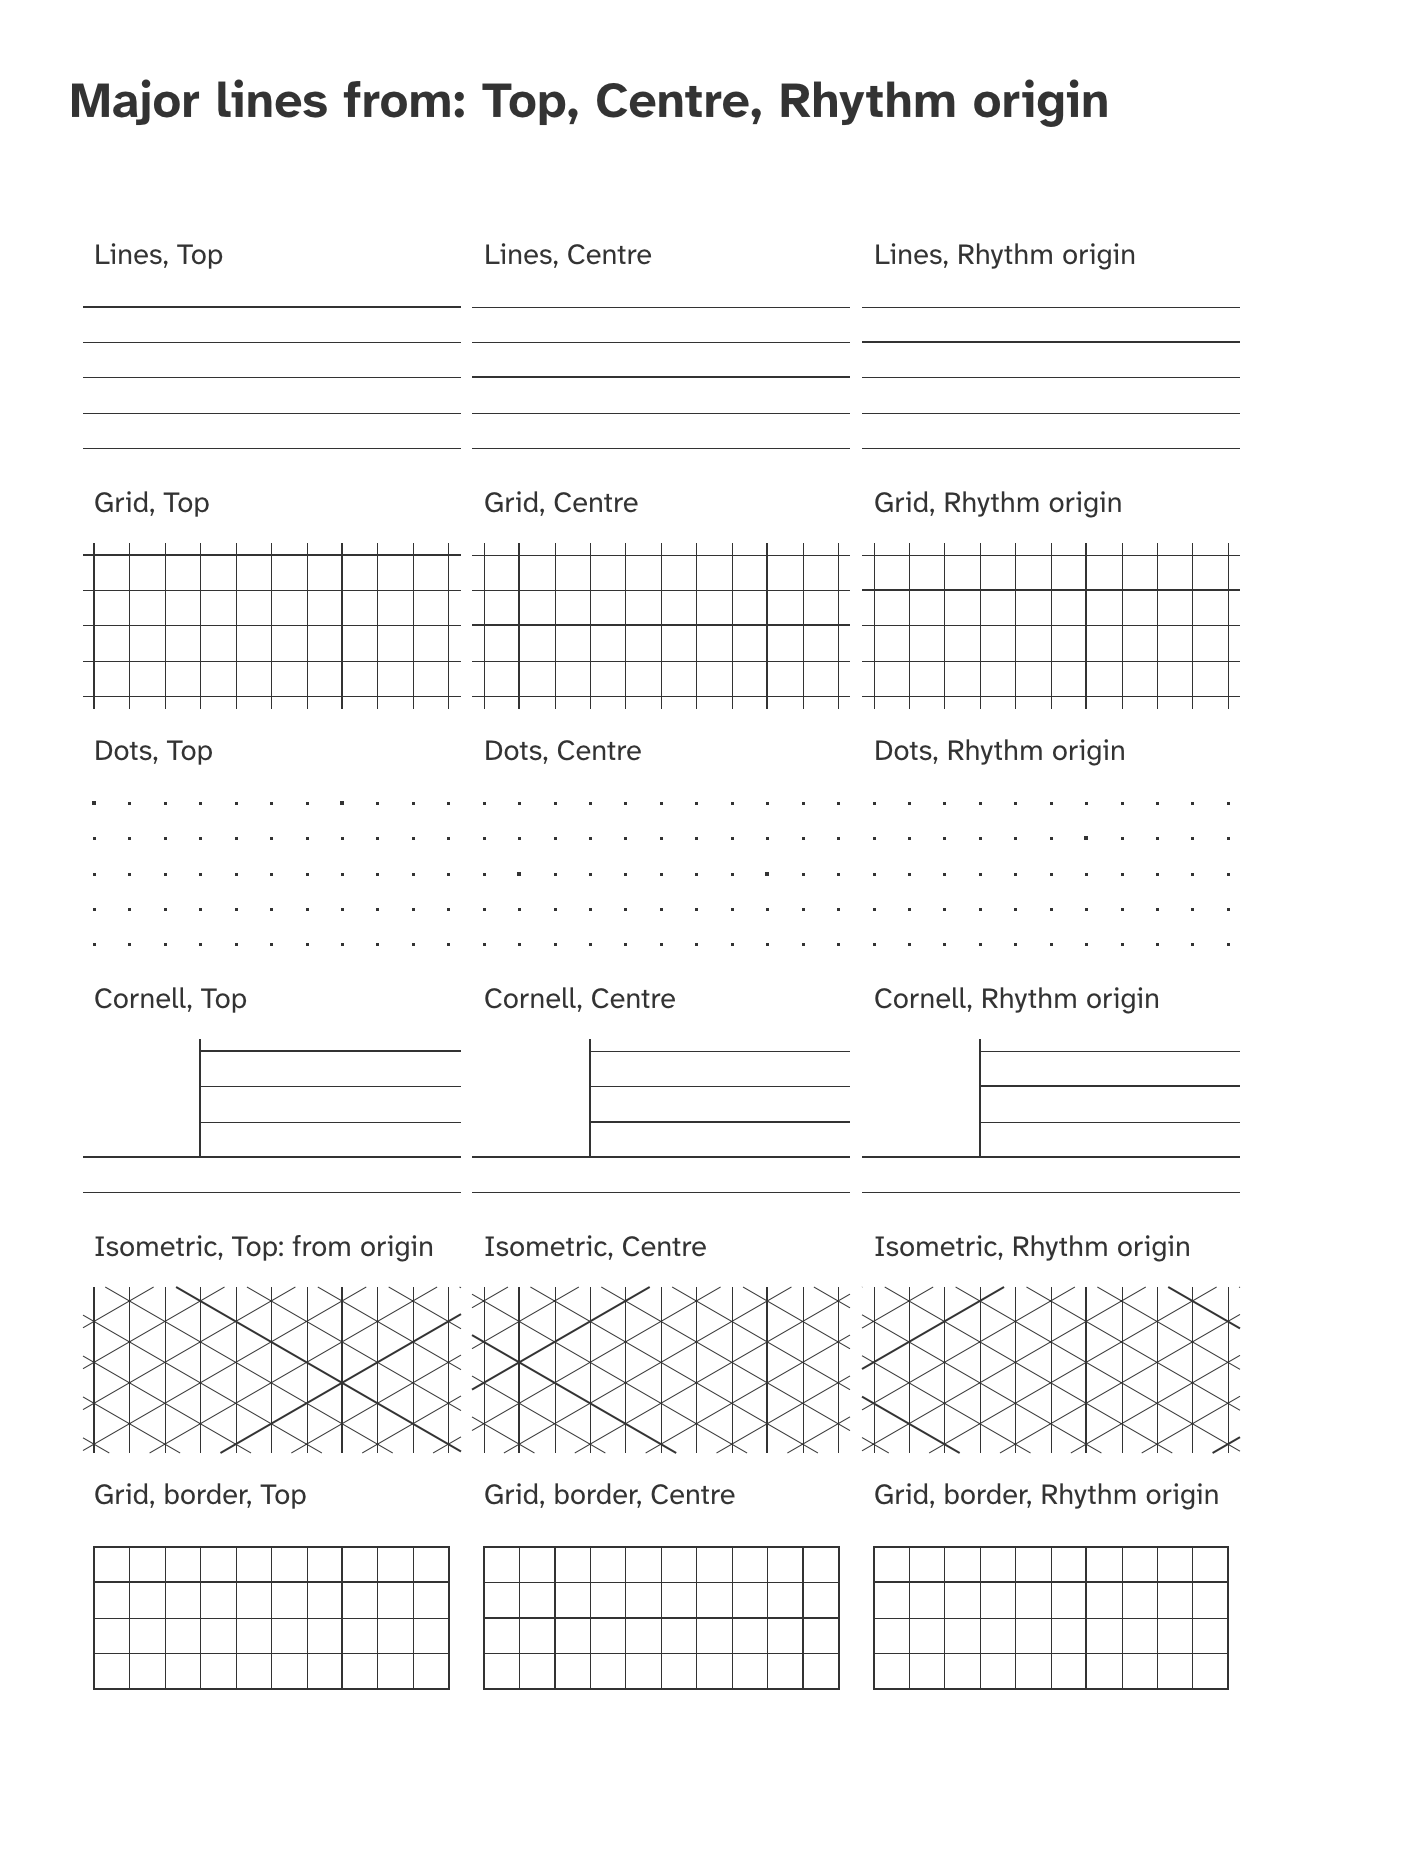 Major lines from: Top, Centre, Rhythm origin
Lines, Top
Lines, Centre
Lines, Rhythm origin
Grid, Top
Grid, Centre
Grid, Rhythm origin
Dots, Top
Dots, Centre
Dots, Rhythm origin
Cornell, Top
Cornell, Centre
Cornell, Rhythm origin
Isometric, Top: from origin
Isometric, Centre
Isometric, Rhythm origin
Grid, border, Top
Grid, border, Centre
Grid, border, Rhythm origin